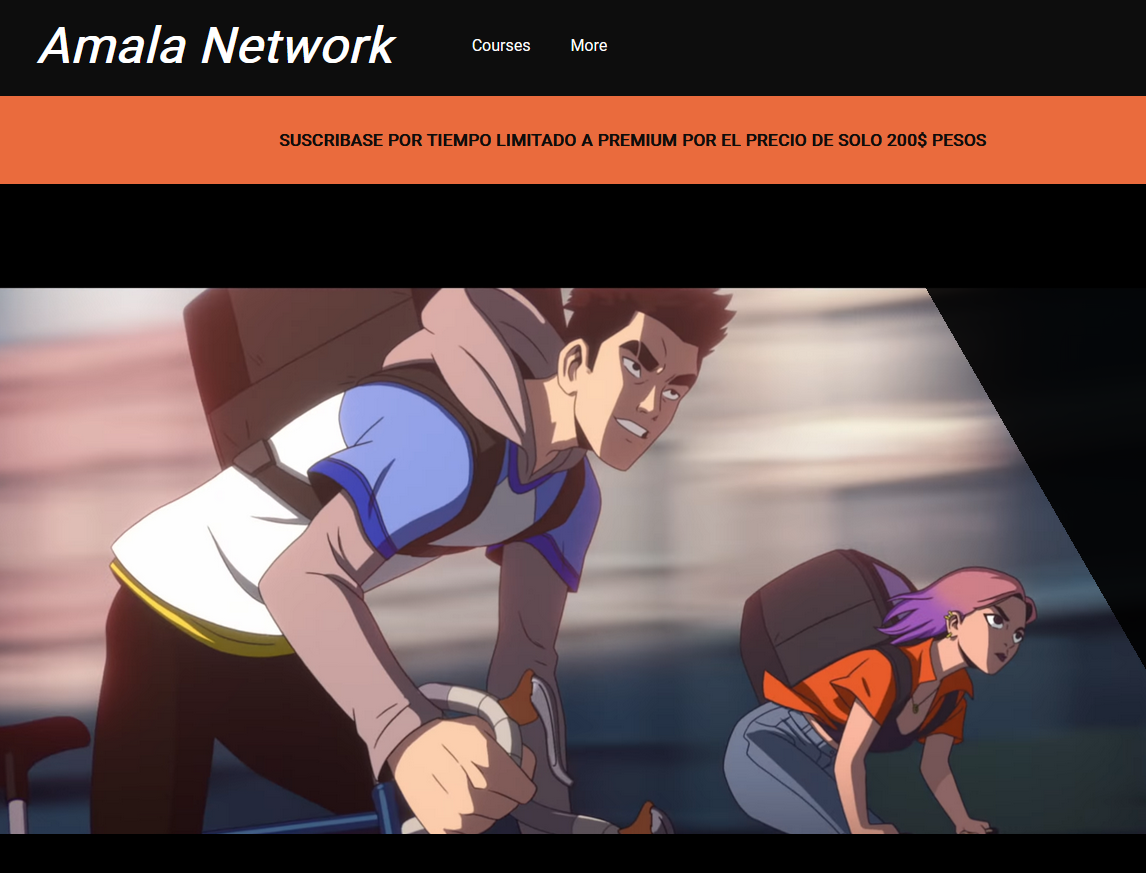 Amala Network
Courses
More
SUSCRIBASE POR TIEMPO LIMITADO A PREMIUM POR EL PRECIO DE SOLO 200$ PESOS